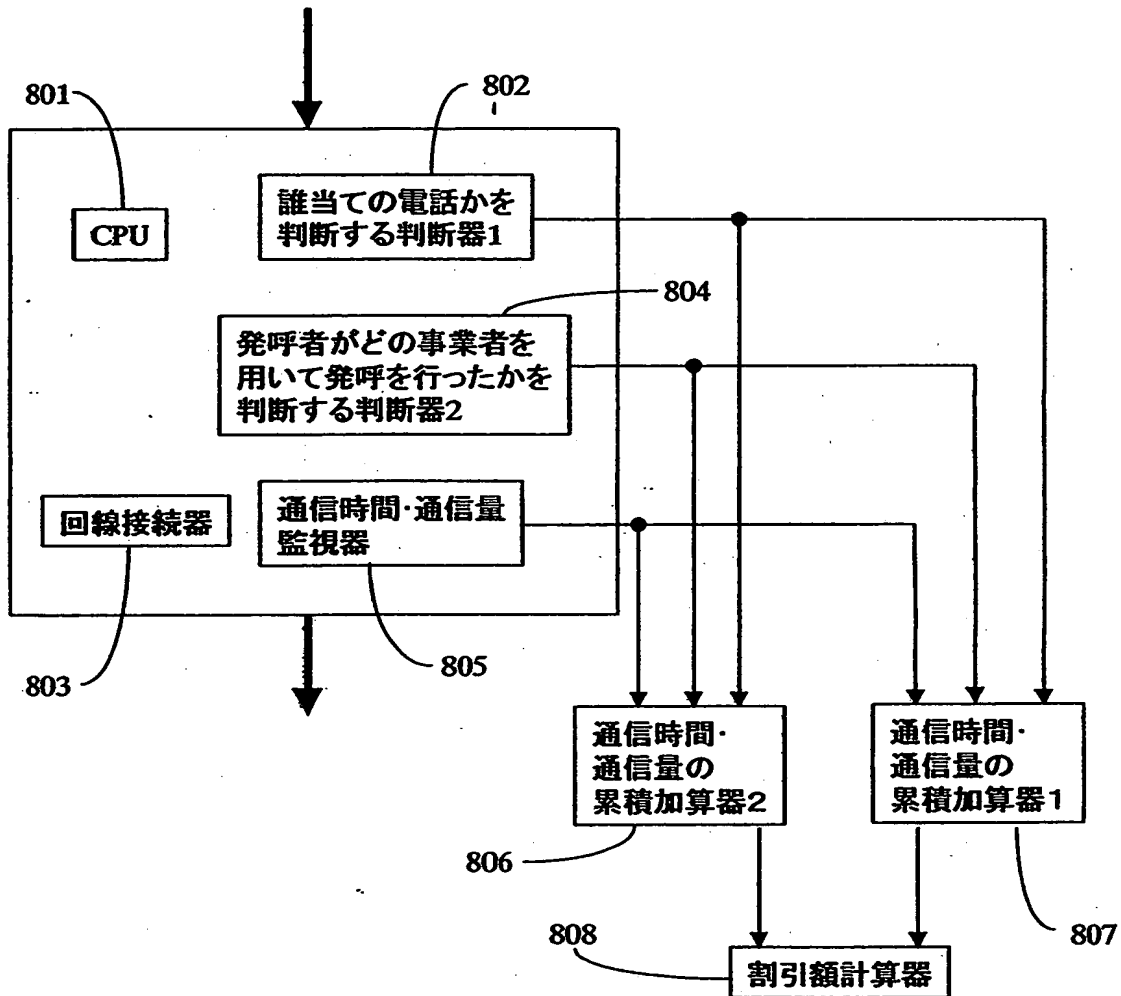 801
802
誰当ての電話かを
判断する判断器1
CPU
804
発呼者がどの事業者を
用いて発呼を行ったかを
判断する判断器2
回線接続器
通信時間・通信量
監視器
803
805
通信時間・
通信量の
累積加算器2
通信時間・
通信量の
累積加算器1
806
807
808
割引額計算器